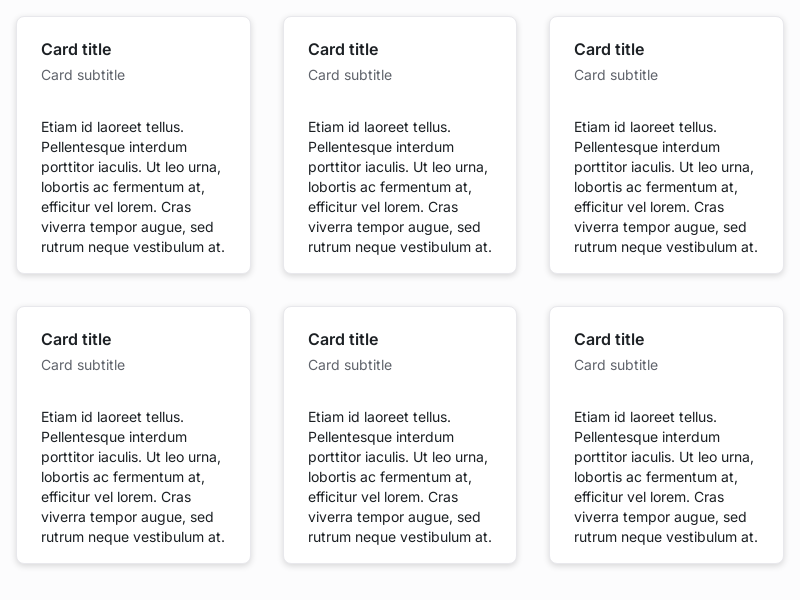 Card title
Card subtitle
Etiam id laoreet tellus.
Pellentesque interdum
porttitor iaculis. Ut leo urna,
lobortis ac fermentum at,
efficitur vel lorem. Cras
viverra tempor augue, sed
rutrum neque vestibulum at.
Card title
Card subtitle
Etiam id laoreet tellus.
Pellentesque interdum
porttitor iaculis. Ut leo urna,
lobortis ac fermentum at,
efficitur vel lorem. Cras
viverra tempor augue, sed
rutrum neque vestibulum at.
Card title
Card subtitle
Etiam id laoreet tellus.
Pellentesque interdum
porttitor iaculis. Ut leo urna,
lobortis ac fermentum at,
efficitur vel lorem. Cras
viverra tempor augue, sed
rutrum neque vestibulum at.
Card title
Card subtitle
Etiam id laoreet tellus.
Pellentesque interdum
porttitor iaculis. Ut leo urna,
lobortis ac fermentum at,
efficitur vel lorem. Cras
viverra tempor augue, sed
rutrum neque vestibulum at.
Card title
Card subtitle
Etiam id laoreet tellus.
Pellentesque interdum
porttitor iaculis. Ut leo urna,
lobortis ac fermentum at,
efficitur vel lorem. Cras
viverra tempor augue, sed
rutrum neque vestibulum at.
Card title
Card subtitle
Etiam id laoreet tellus.
Pellentesque interdum
porttitor iaculis. Ut leo urna,
lobortis ac fermentum at,
efficitur vel lorem. Cras
viverra tempor augue, sed
rutrum neque vestibulum at.